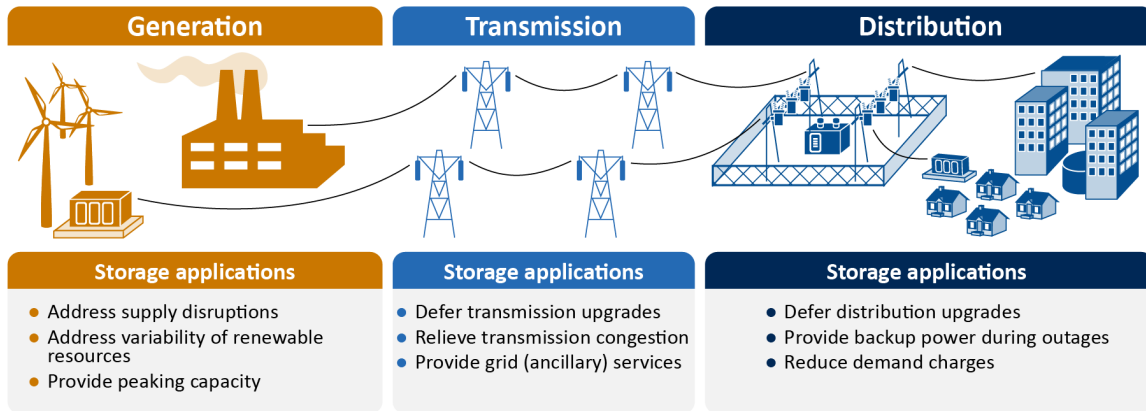 Generation
Transmission
Distribution
Storage applications
● Address supply disruptions
● Address variability of renewable
resources
● Provide peaking capacity
Storage applications
● Defer transmission upgrades
● Relieve transmission congestion
● Provide grid (ancillary) services
Storage applications
● Defer distribution upgrades
● Provide backup power during outages
● Reduce demand charges